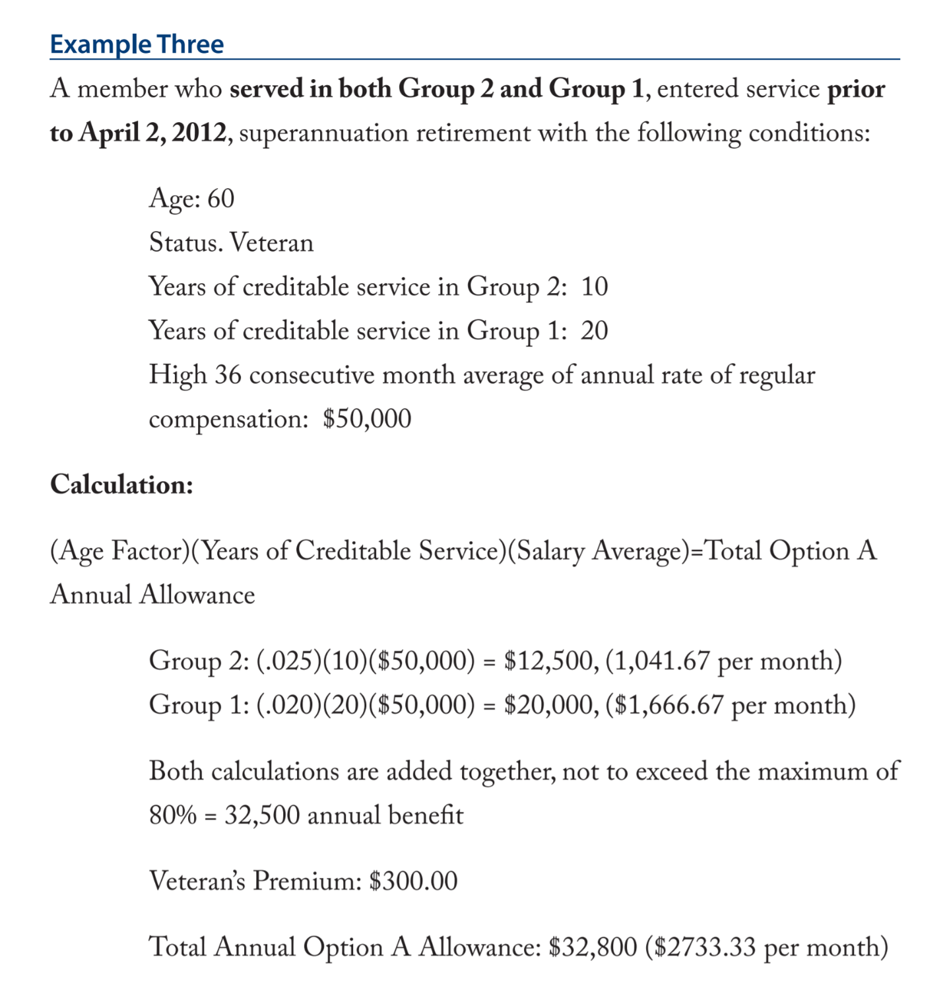 Example Three
A member who served in both Group 2 and Group 1, entered service prior
to April 2, 2012, superannuation retirement with the following conditions:
Age: 60
Status. Veteran
Years of creditable service in Group 2: 10
Years of creditable service in Group 1: 20
High 36 consecutive month average of annual rate of regular
compensation: $50,000
Calculation:
(Age Factor)(Years of Creditable Service)(Salary Average)=Total Option A
Annual Allowance
Group 2: (.025)(10)($50,000) = $12,500, (1,041.67 per month)
Group 1: (.020)(20)($50,000) = $20,000, ($1,666.67 per month)
Both calculations are added together, not to exceed the maximum of
80% = 32,500 annual benefit
Veteran’s Premium: $300.00
Total Annual Option A Allowance: $32,800 ($2733.33 per month)